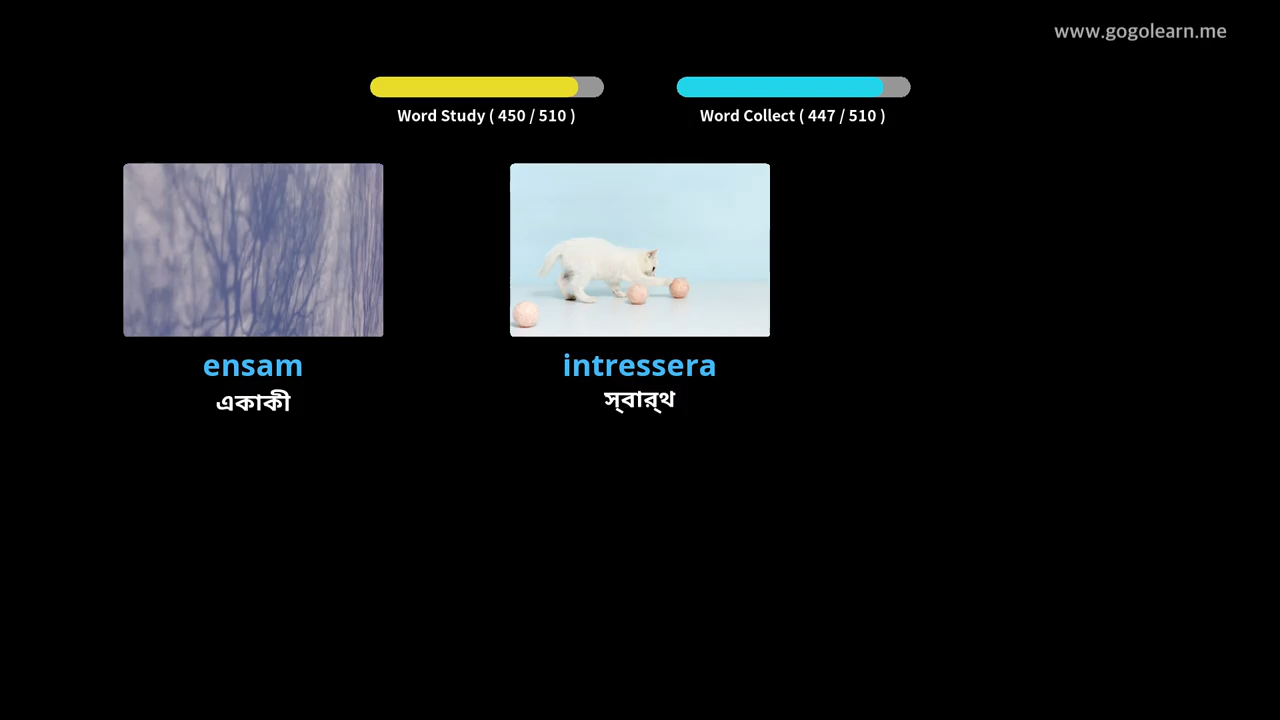 www.gogolearn.me
Word Study ( 450 / 510 )
Word Collect ( 447 / 510 )
ensam
একাকী
intressera
স্বার্থ